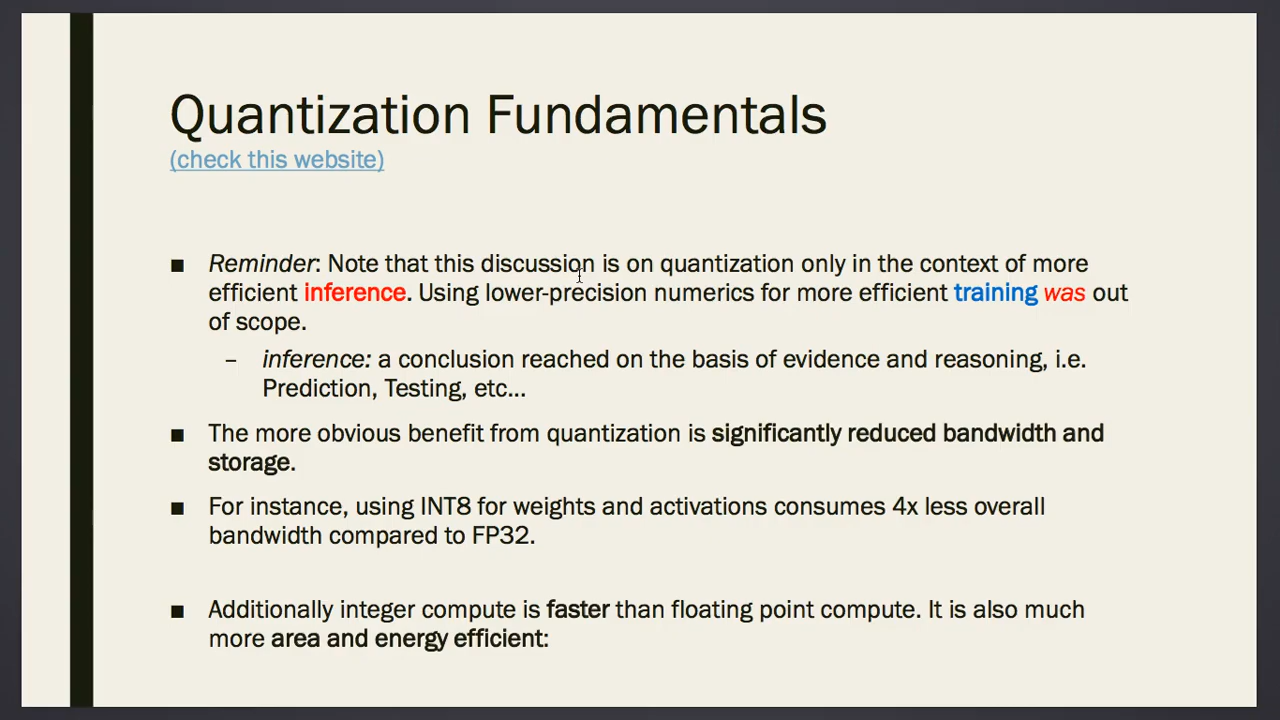 Quantization Fundamentals
(check this website)
■ Reminder: Note that this discussion is on quantization only in the context of more
efficient inference. Using lower-precision numerics for more efficient training was out
of scope.
– inference: a conclusion reached on the basis of evidence and reasoning, i.e.
Prediction, Testing, etc...
■ The more obvious benefit from quantization is significantly reduced bandwidth and
storage.
■ For instance, using INT8 for weights and activations consumes 4x less overall
bandwidth compared to FP32.
■ Additionally integer compute is faster than floating point compute. It is also much
more area and energy efficient: